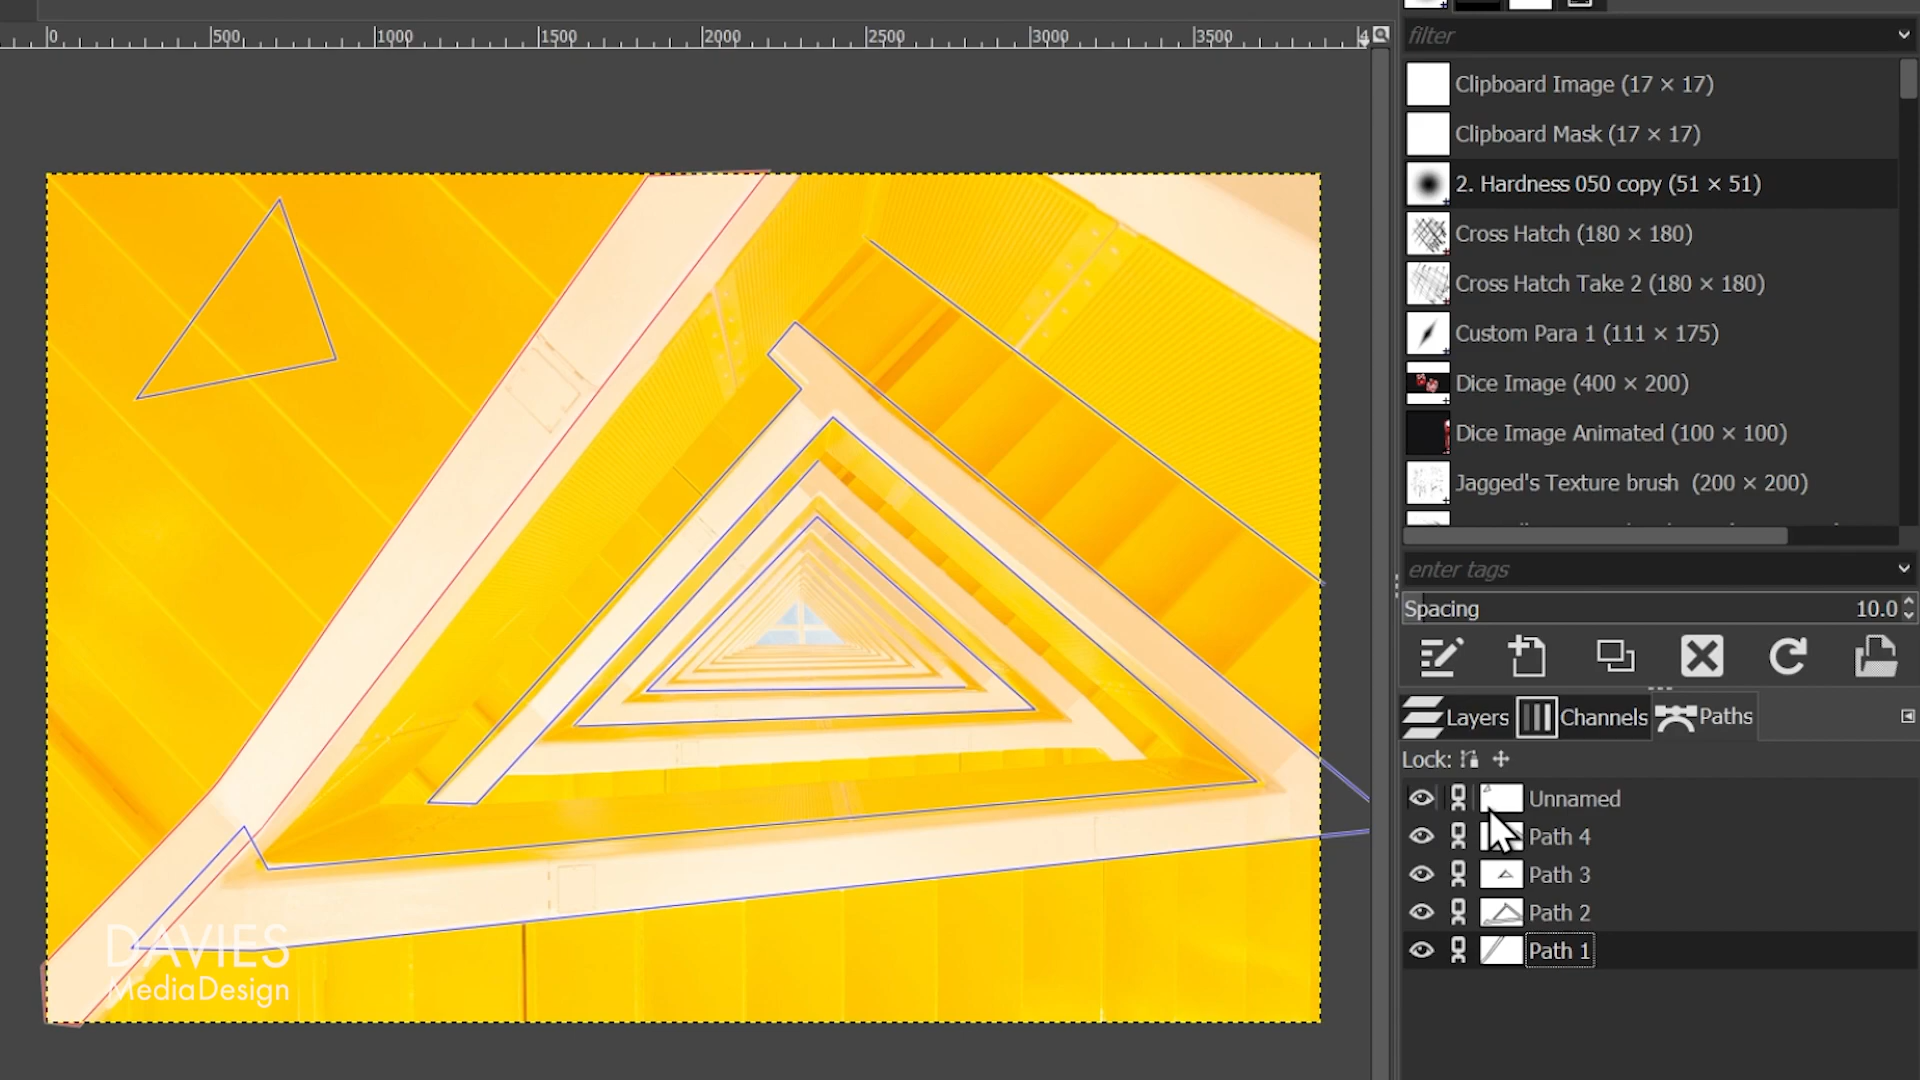 0 500 1000 1500 2000 2500 3000 3500 4
filter
Clipboard Image (17 × 17)
Clipboard Mask (17 × 17)
2. Hardness 050 copy (51 × 51)
Cross Hatch (180 × 180)
Cross Hatch Take 2 (180 × 180)
Custom Para 1 (111 × 175)
Dice Image (400 × 200)
Dice Image Animated (100 × 100)
Jagged's Texture brush (200 × 200)
enter tags
Spacing 10.0
Layers Channels Paths
Lock:
Unnamed
Path 4
Path 3
Path 2
Path 1
DAVIES
MediaDesign